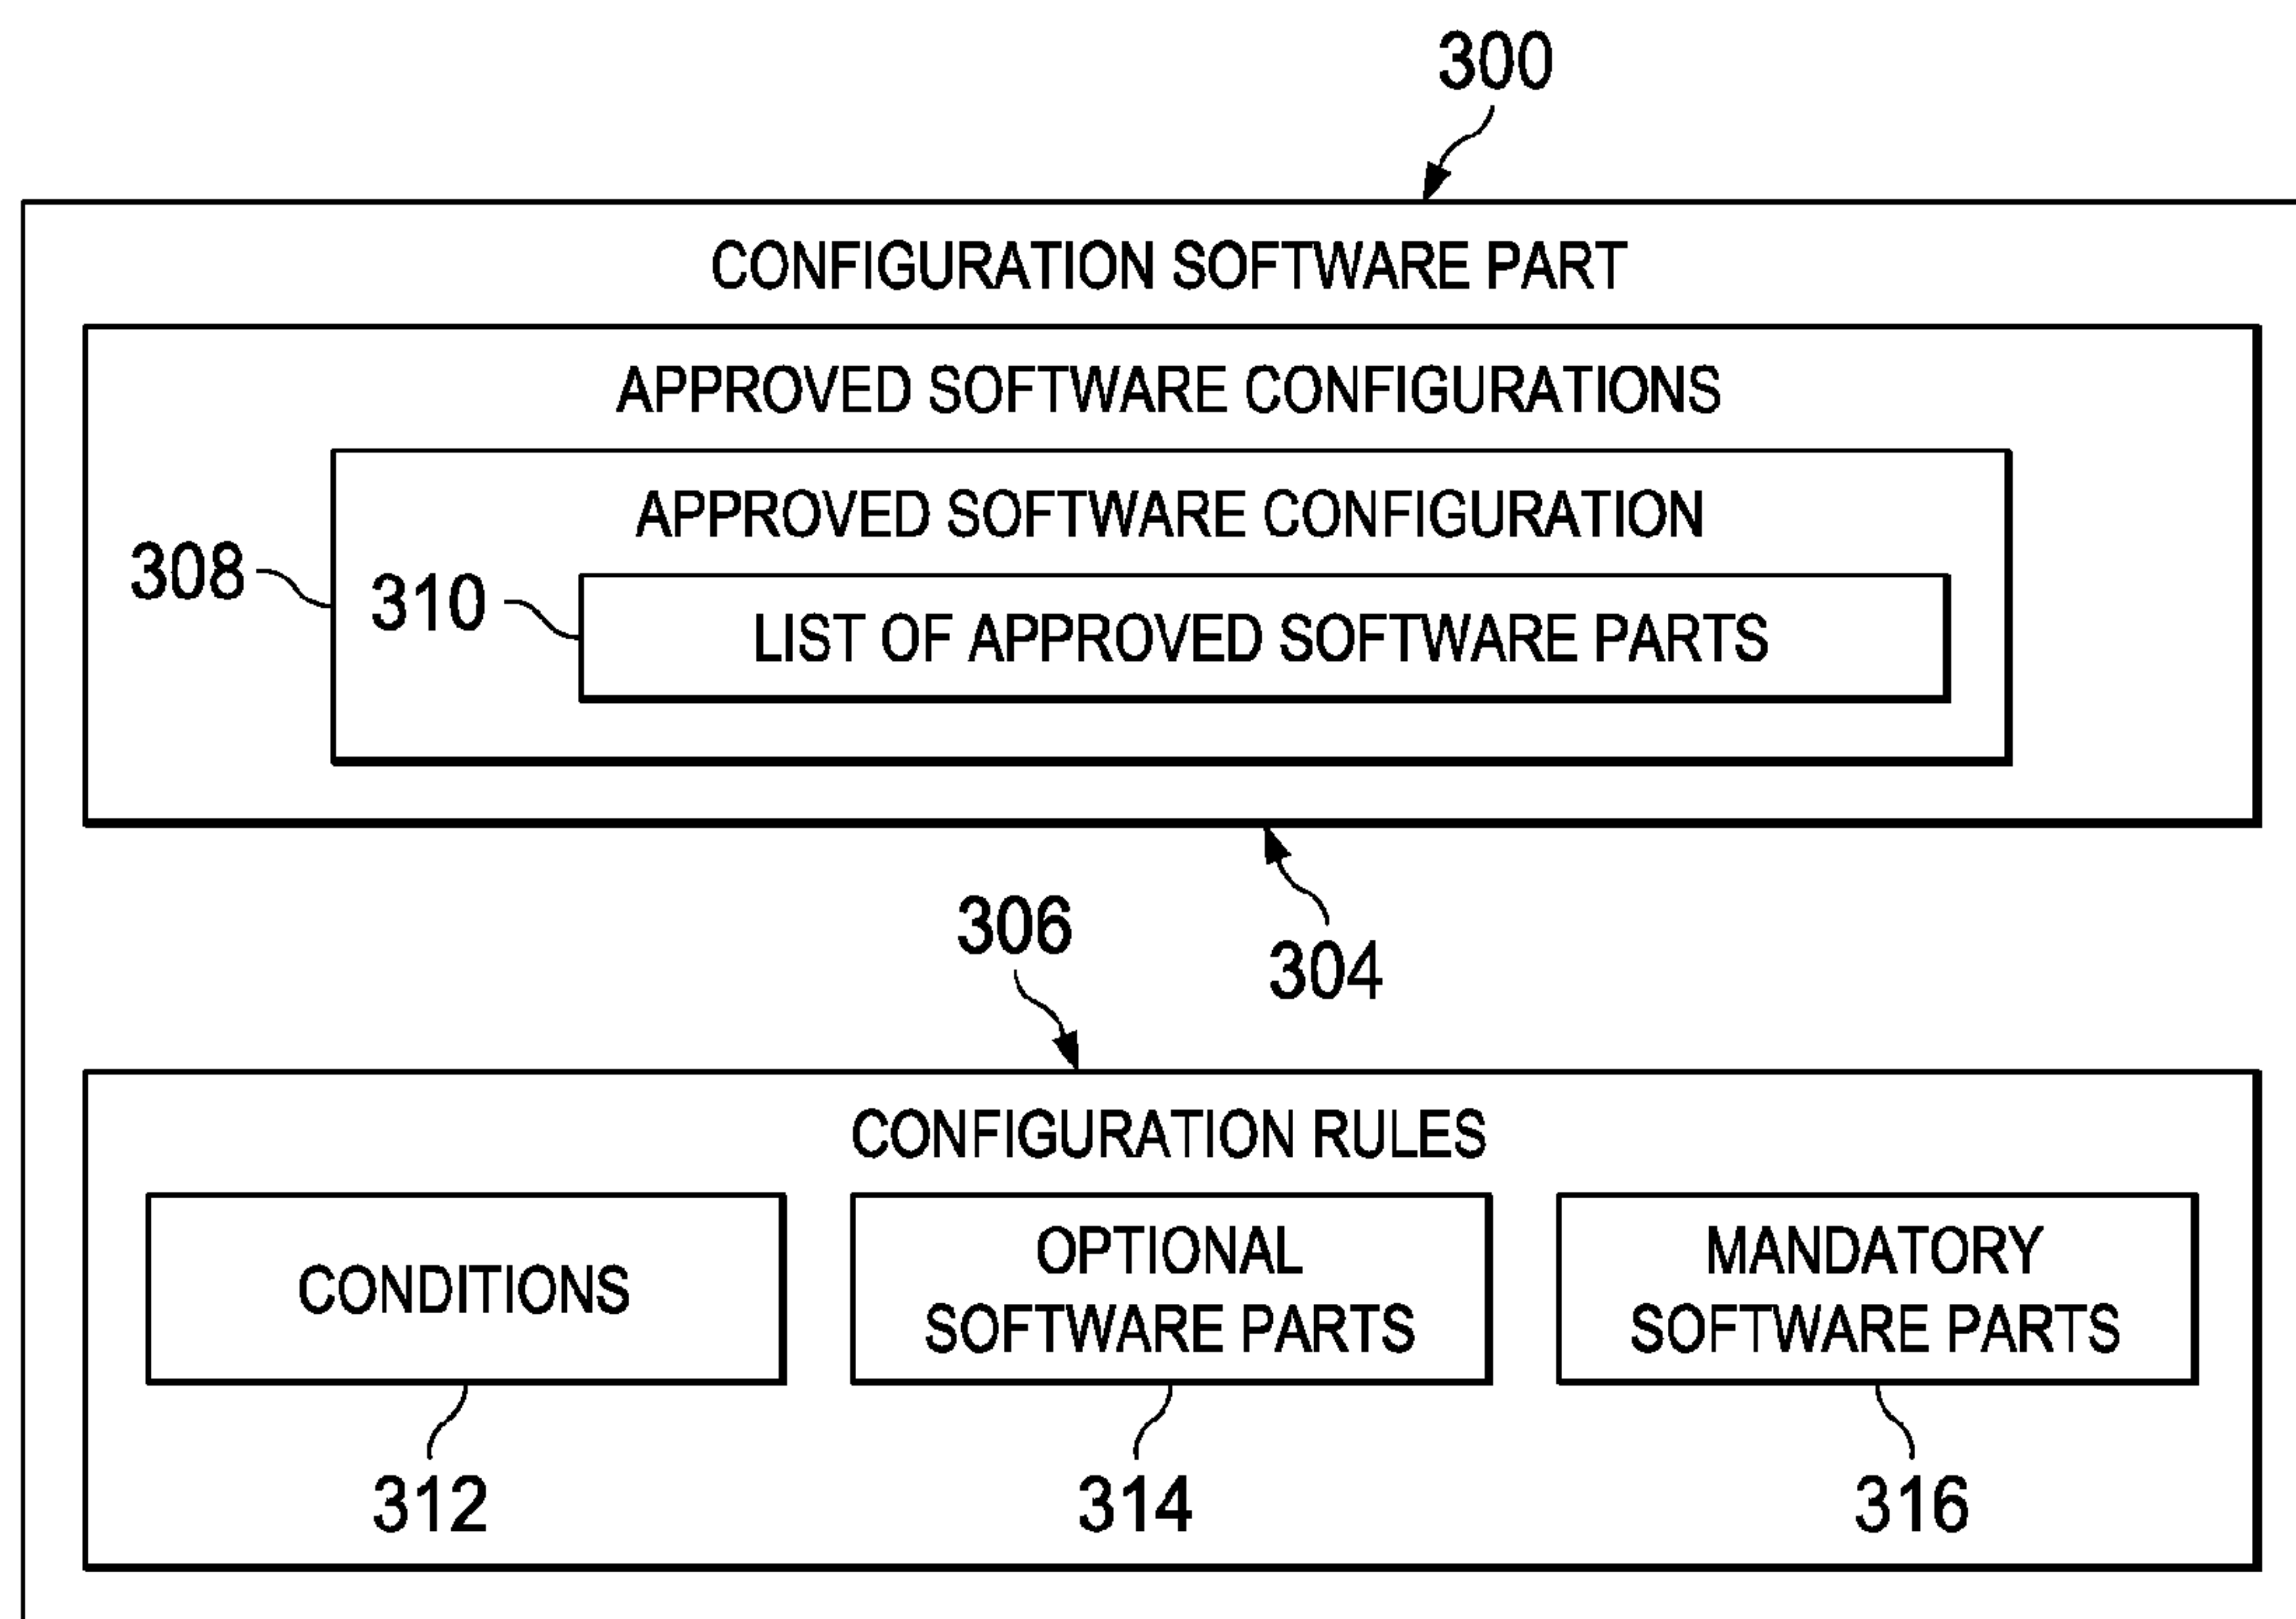 300
CONFIGURATION SOFTWARE PART
APPROVED SOFTWARE CONFIGURATIONS
APPROVED SOFTWARE CONFIGURATION
308
310
LIST OF APPROVED SOFTWARE PARTS
304
306
CONFIGURATION RULES
CONDITIONS
312
OPTIONAL
SOFTWARE PARTS
314
MANDATORY
SOFTWARE PARTS
316